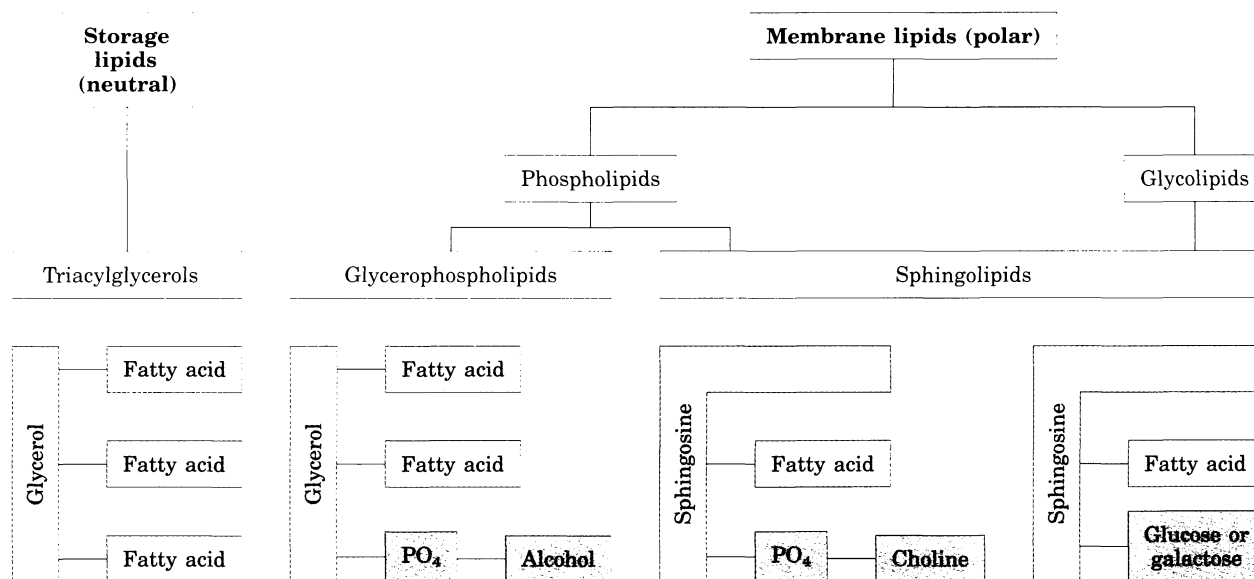 Storage
lipids
(neutral)
Membrane lipids (polar)
Phospholipids
Glycolipids
Triacylglycerols
Glycerophospholipids
Sphingolipids
Glycerol
Fatty acid
Fatty acid
Fatty acid
Glycerol
Fatty acid
Fatty acid
PO₄
Alcohol
Sphingosine
Fatty acid
PO₄
Choline
Sphingosine
Fatty acid
Glucose or
galactose